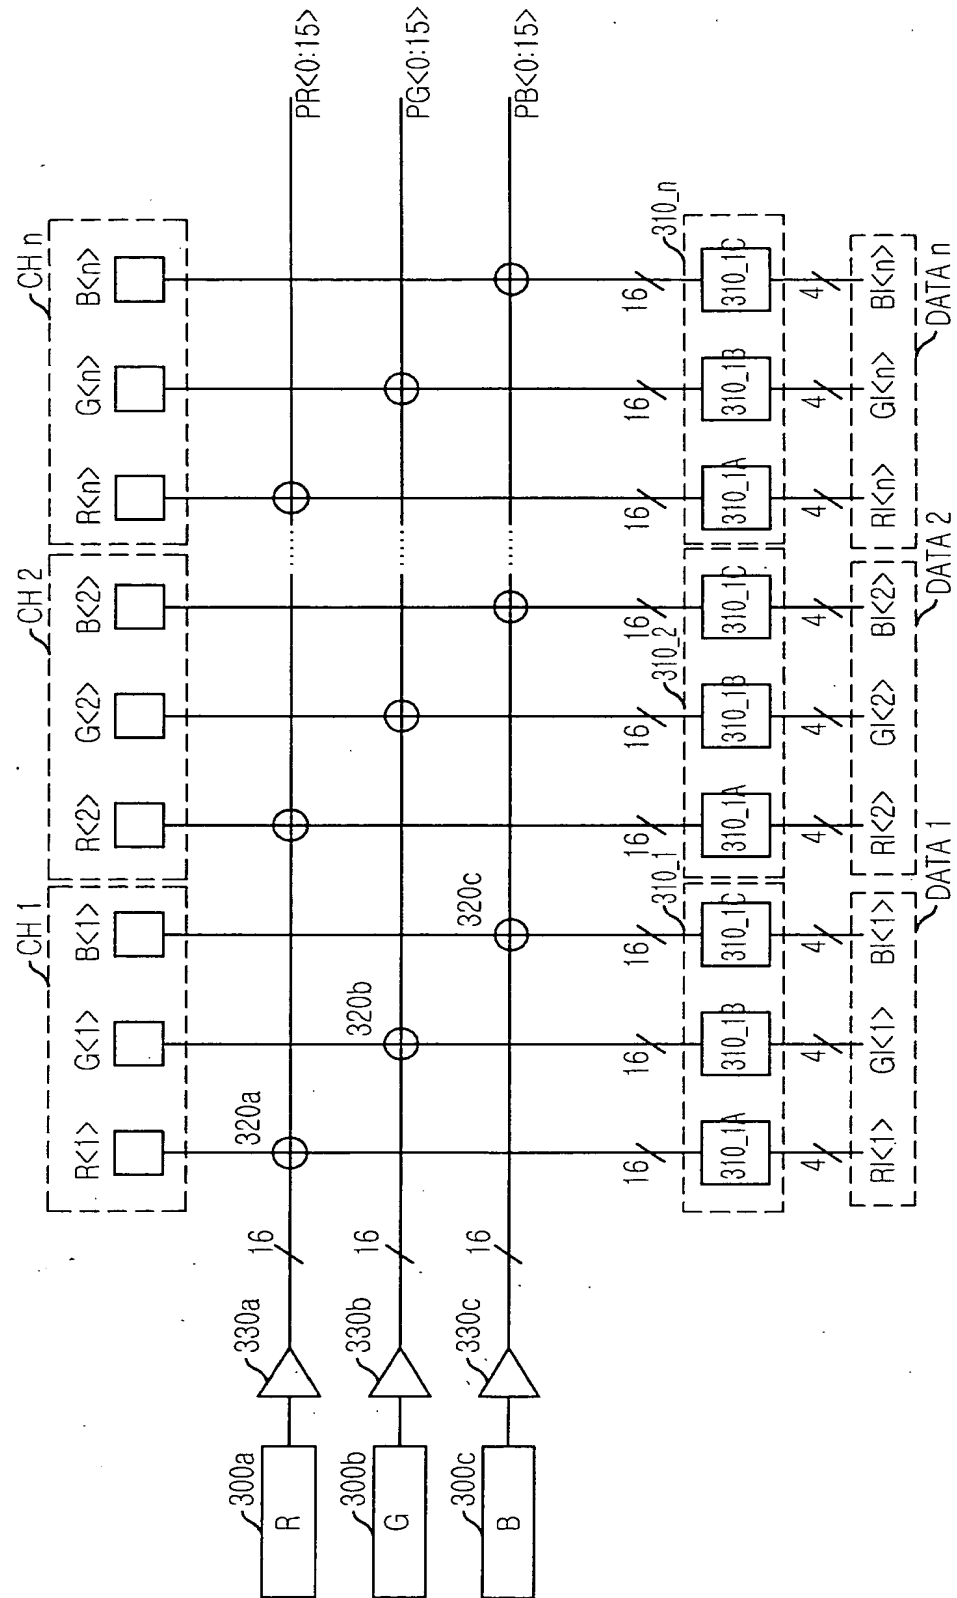 CH 1
CH 2
CH n
R<1>
G<1>
B<1>
R<2>
G<2>
B<2>
R<n>
G<n>
B<n>
300a
R
330a
16
320a
PR<0:15>
300b
G
330b
16
320b
PG<0:15>
300c
B
330c
16
320c
PB<0:15>
16
16
16
16
16
16
16
16
16
310_1
310_2
310_n
310_1A
310_1B
310_1C
310_1A
310_1B
310_1C
310_1A
310_1B
310_1C
4
4
4
4
4
4
4
4
4
RI<1>
GI<1>
BI<1>
RI<2>
GI<2>
BI<2>
RI<n>
GI<n>
BI<n>
DATA 1
DATA 2
DATA n